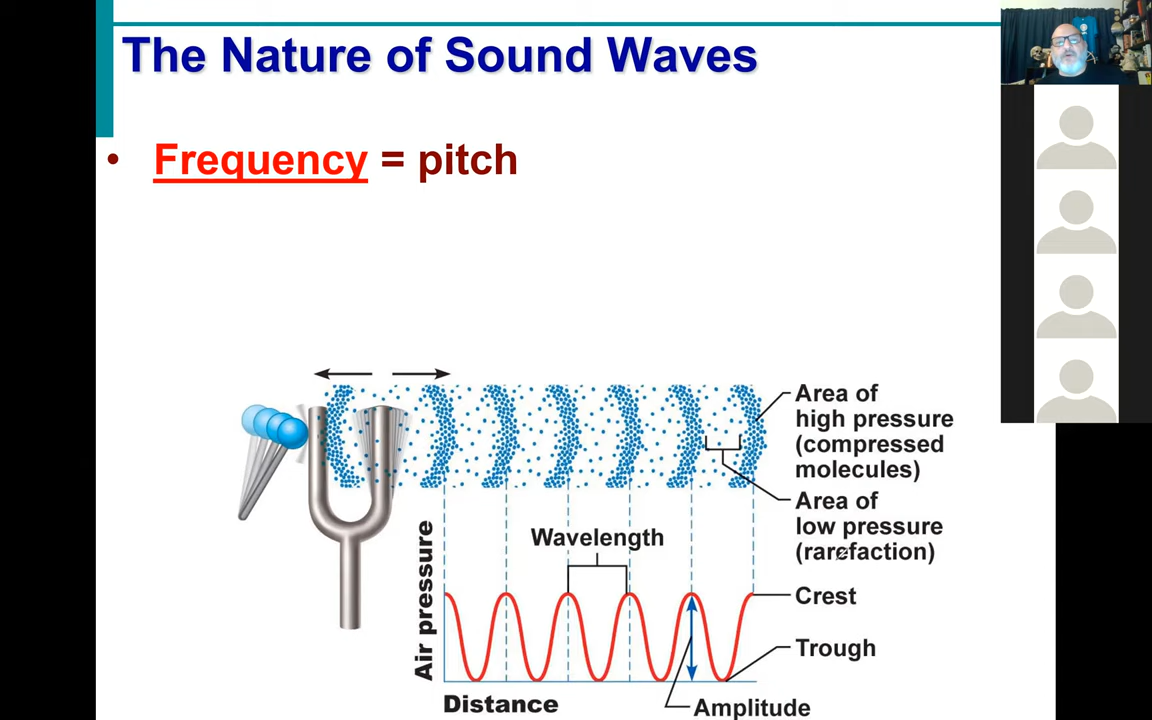 The Nature of Sound Waves
• Frequency = pitch
Area of
high pressure
(compressed
molecules)
Area of
low pressure
(rarefaction)
Wavelength
Air pressure
Crest
Trough
Distance
Amplitude